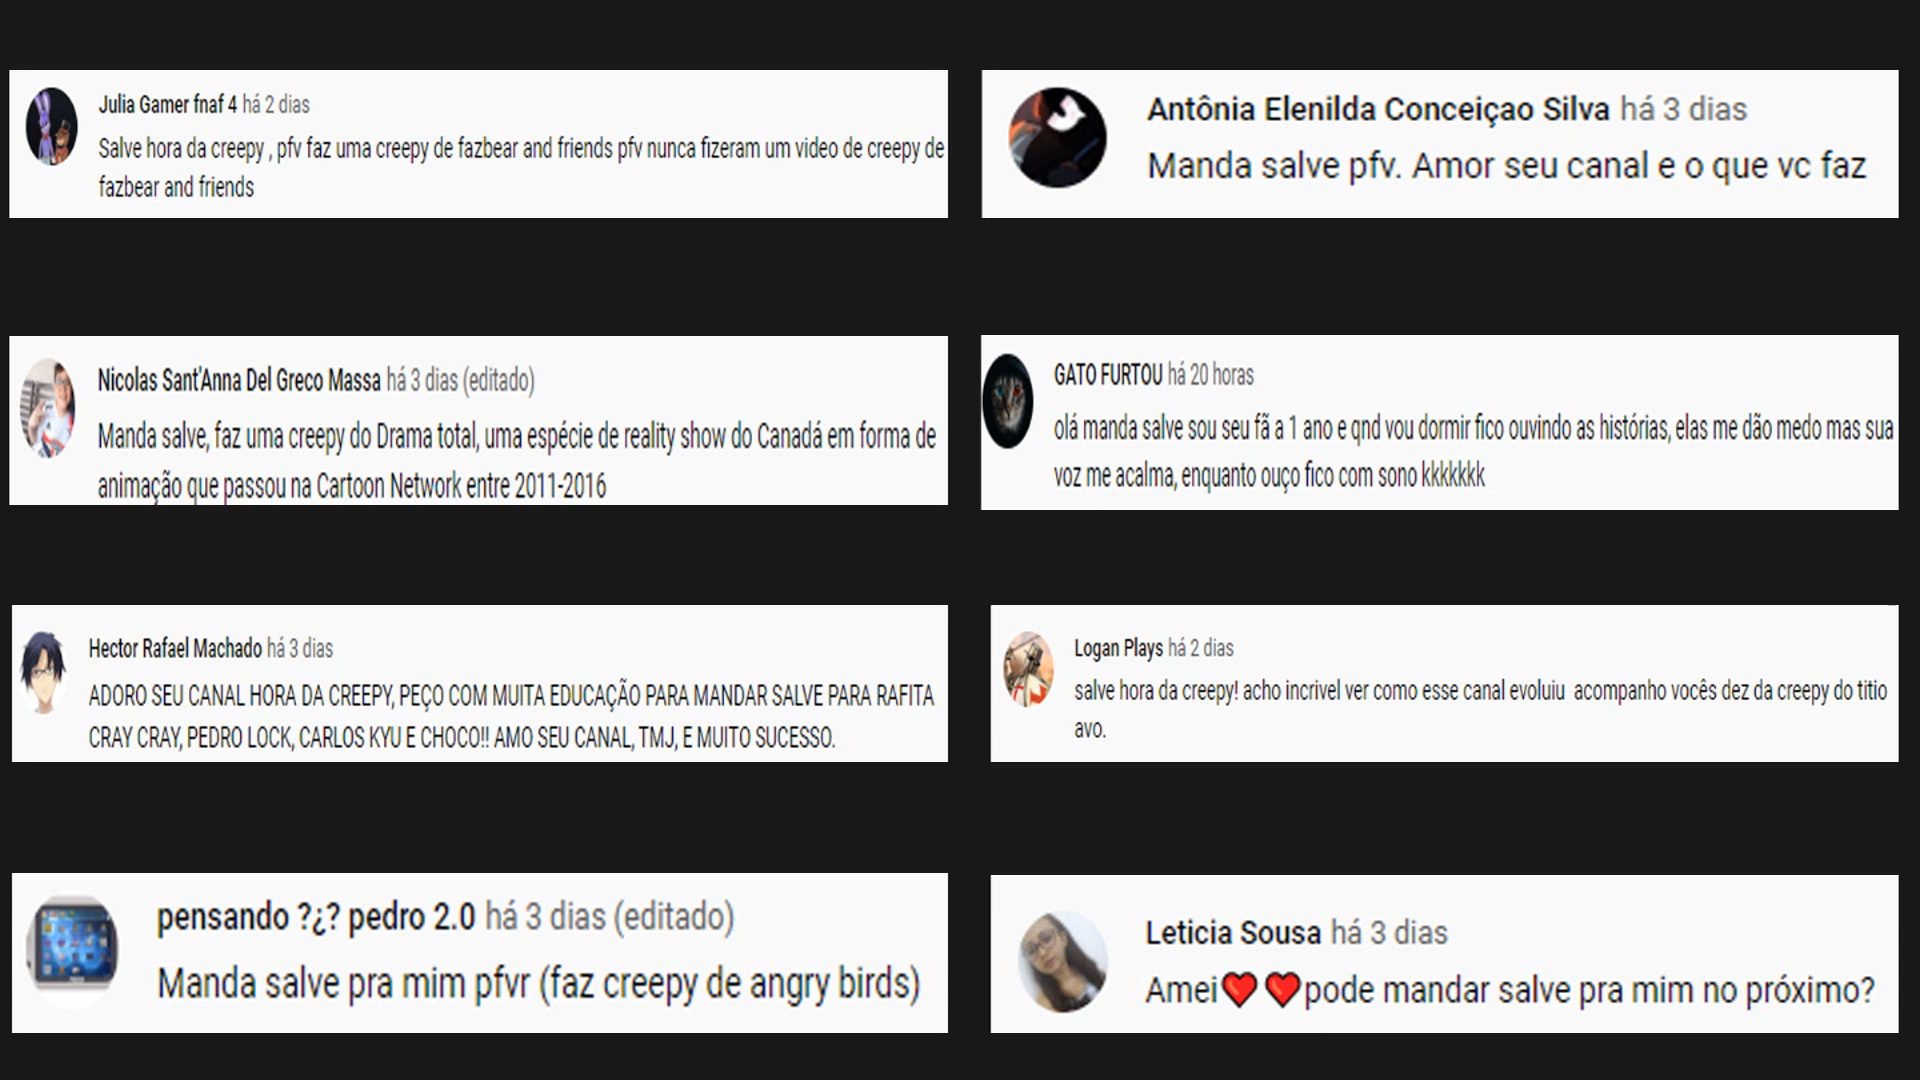 Julia Gamer fnaf 4 há 2 dias
Salve hora da creepy , pfv faz uma creepy de fazbear and friends pfv nunca fizeram um video de creepy de
fazbear and friends
Antônia Elenilda Conceiçao Silva há 3 dias
Manda salve pfv. Amor seu canal e o que vc faz
Nicolas Sant'Anna Del Greco Massa há 3 dias (editado)
Manda salve, faz uma creepy do Drama total, uma espécie de reality show do Canadá em forma de
animação que passou na Cartoon Network entre 2011-2016
GATO FURTOU há 20 horas
olá manda salve sou seu fã a 1 ano e qnd vou dormir fico ouvindo as histórias, elas me dão medo mas sua
voz me acalma, enquanto ouço fico com sono kkkkkkk
Hector Rafael Machado há 3 dias
ADORO SEU CANAL HORA DA CREEPY, PEÇO COM MUITA EDUCAÇÃO PARA MANDAR SALVE PARA RAFITA
CRAY CRAY, PEDRO LOCK, CARLOS KYU E CHOCO!! AMO SEU CANAL, TMJ, E MUITO SUCESSO.
Logan Plays há 2 dias
salve hora da creepy! acho incrivel ver como esse canal evoluiu  acompanho vocês dez da creepy do titio
avo.
pensando ?¿? pedro 2.0 há 3 dias (editado)
Manda salve pra mim pfvr (faz creepy de angry birds)
Leticia Sousa há 3 dias
Amei❤️❤️pode mandar salve pra mim no próximo?